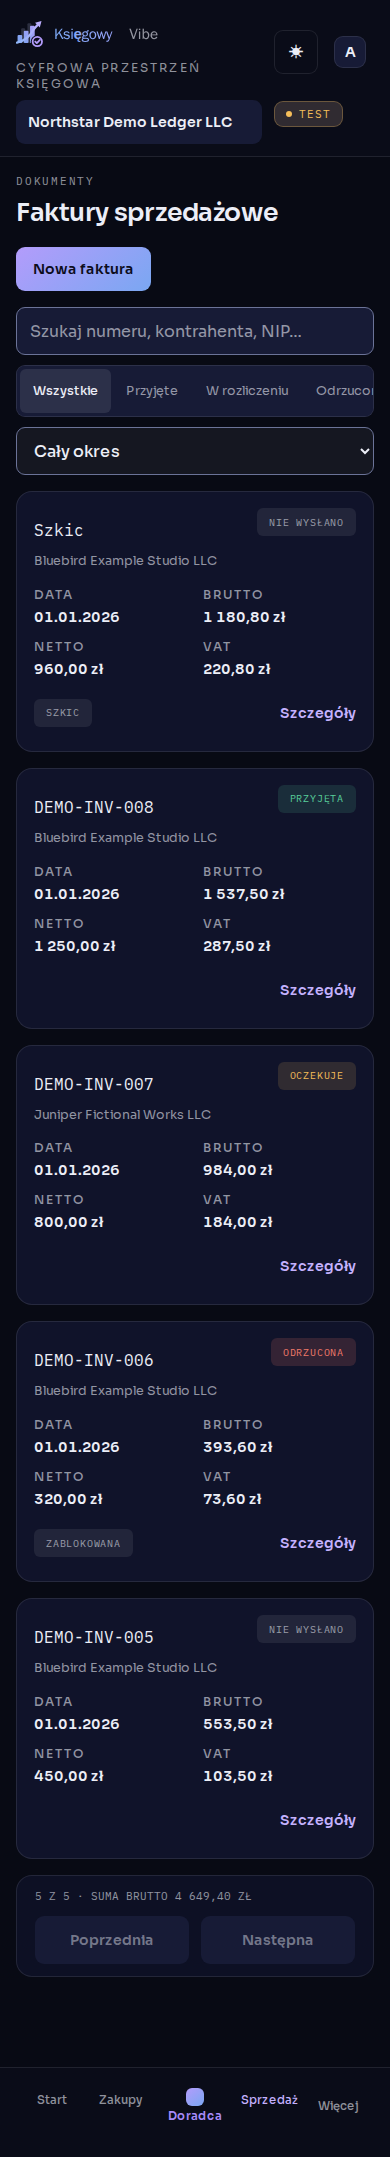 Księgowy Vibe
CYFROWA PRZESTRZEŃ
KSIĘGOWA
A
Northstar Demo Ledger LLC
TEST
DOKUMENTY
Faktury sprzedażowe
Nowa faktura
Szukaj numeru, kontrahenta, NIP...
Wszystkie Przyjęte W rozliczeniu Odrzucon
Cały okres
Szkic
NIE WYSŁANO
Bluebird Example Studio LLC
DATA BRUTTO
01.01.2026 1 180,80 zł
NETTO VAT
960,00 zł 220,80 zł
SZKIC Szczegóły
DEMO-INV-008
PRZYJĘTA
Bluebird Example Studio LLC
DATA BRUTTO
01.01.2026 1 537,50 zł
NETTO VAT
1 250,00 zł 287,50 zł
Szczegóły
DEMO-INV-007
OCZEKUJE
Juniper Fictional Works LLC
DATA BRUTTO
01.01.2026 984,00 zł
NETTO VAT
800,00 zł 184,00 zł
Szczegóły
DEMO-INV-006
ODRZUCONA
Bluebird Example Studio LLC
DATA BRUTTO
01.01.2026 393,60 zł
NETTO VAT
320,00 zł 73,60 zł
ZABLOKOWANA Szczegóły
DEMO-INV-005
NIE WYSŁANO
Bluebird Example Studio LLC
DATA BRUTTO
01.01.2026 553,50 zł
NETTO VAT
450,00 zł 103,50 zł
Szczegóły
5 Z 5 · SUMA BRUTTO 4 649,40 ZŁ
Poprzednia Następna
Start Zakupy Doradca Sprzedaż Więcej